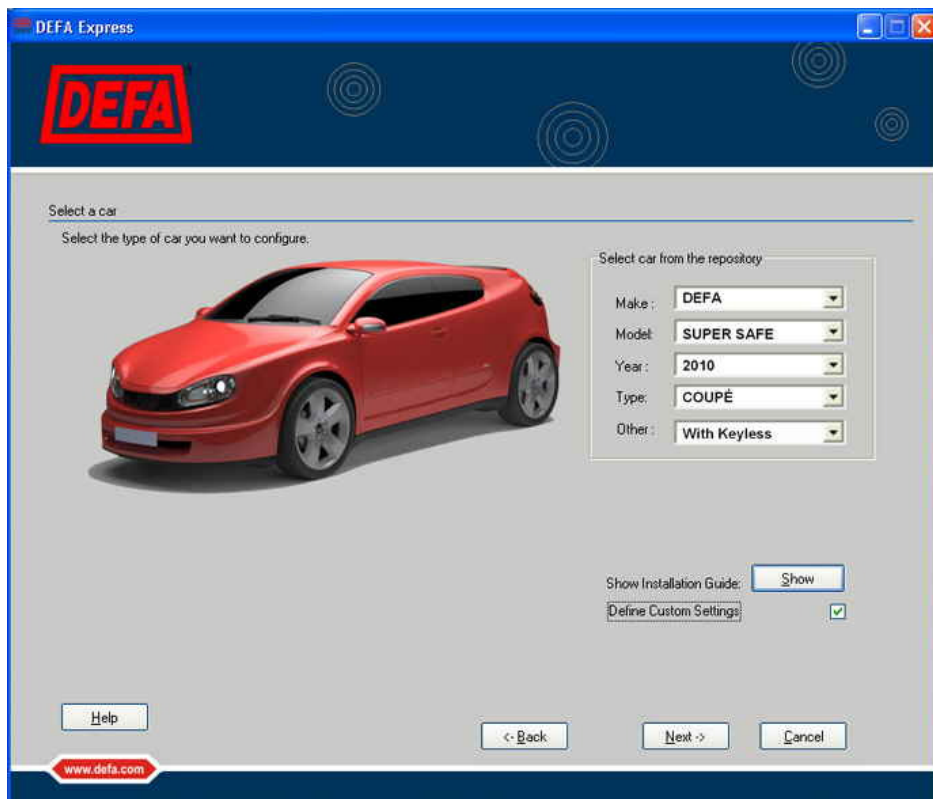 DEFA Express
DEFA
Select a car
Select the type of car you want to configure.
Select car from the repository
Make : DEFA
Model: SUPER SAFE
Year : 2010
Type: COUPÉ
Other : With Keyless
Show Installation Guide: Show
Define Custom Settings
Help
<- Back Next -> Cancel
www.defa.com